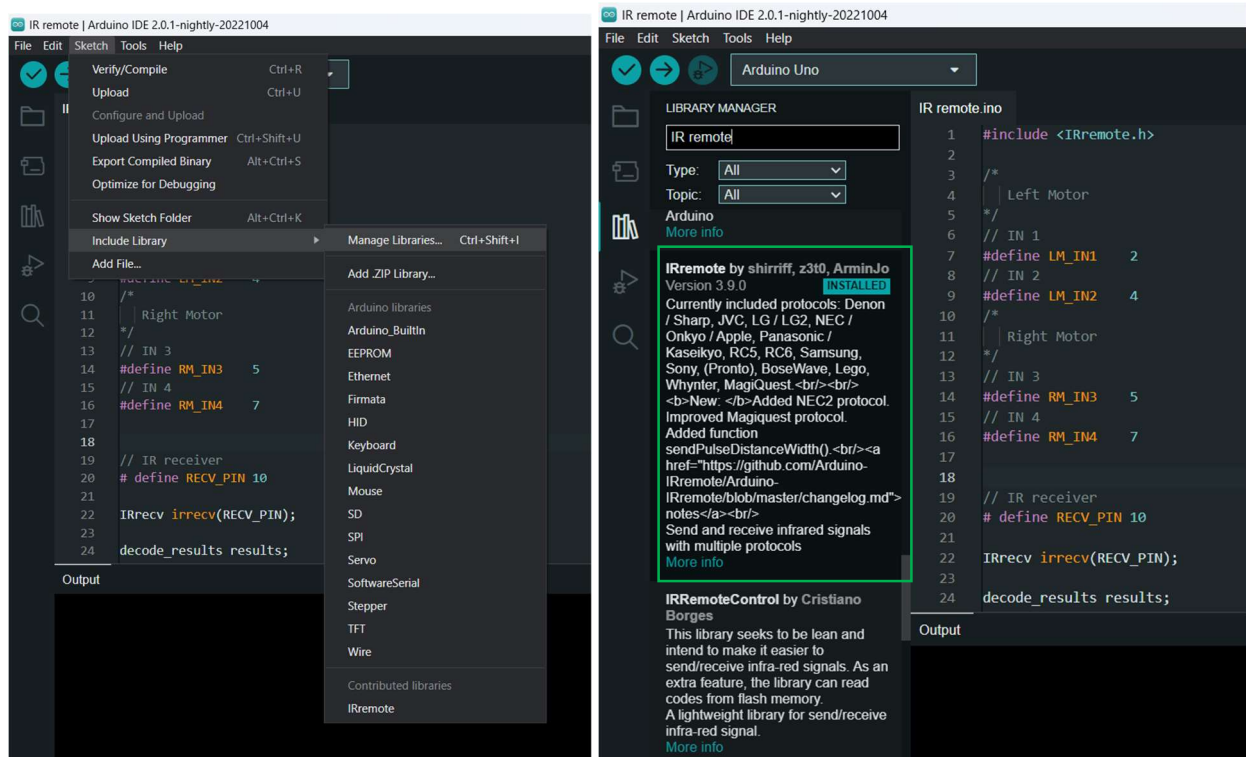 IR remote | Arduino IDE 2.0.1-nightly-20221004
File Edit Sketch Tools Help
Verify/Compile Ctrl+R
Upload Ctrl+U
Configure and Upload
Upload Using Programmer Ctrl+Shift+U
Export Compiled Binary Alt+Ctrl+S
Optimize for Debugging
Show Sketch Folder Alt+Ctrl+K
Include Library
Add File...
Manage Libraries... Ctrl+Shift+I
Add .ZIP Library...
Arduino libraries
Arduino_BuiltIn
EEPROM
Ethernet
Firmata
HID
Keyboard
LiquidCrystal
Mouse
SD
SPI
Servo
SoftwareSerial
Stepper
TFT
Wire
Contributed libraries
IRremote
10 /*
11 Right Motor
12 */
13 // IN 3
14 #define RM_IN3 5
15 // IN 4
16 #define RM_IN4 7
17
18
19 // IR receiver
20 # define RECV_PIN 10
21
22 IRrecv irrecv(RECV_PIN);
23
24 decode_results results;
Output
IR remote | Arduino IDE 2.0.1-nightly-20221004
File Edit Sketch Tools Help
Arduino Uno
LIBRARY MANAGER
IR remote
Type: All
Topic: All
Arduino
More info
IRremote by shirriff, z3t0, ArminJo
Version 3.9.0 INSTALLED
Currently included protocols: Denon
/ Sharp, JVC, LG / LG2, NEC /
Onkyo / Apple, Panasonic /
Kaseikyo, RC5, RC6, Samsung,
Sony, (Pronto), BoseWave, Lego,
Whynter, MagiQuest.<br/><br/>
<b>New: </b>Added NEC2 protocol.
Improved Magiquest protocol.
Added function
sendPulseDistanceWidth().<br/><a
href="https://github.com/Arduino-
IRremote/Arduino-
IRremote/blob/master/changelog.md">
notes</a><br/>
Send and receive infrared signals
with multiple protocols
More info
IRRemoteControl by Cristiano
Borges
This library seeks to be lean and
intend to make it easier to
send/receive infra-red signals. As an
extra feature, the library can read
codes from flash memory.
A lightweight library for send/receive
infra-red signal.
More info
IR remote.ino
1 #include <IRremote.h>
2
3 /*
4 Left Motor
5 */
6 // IN 1
7 #define LM_IN1 2
8 // IN 2
9 #define LM_IN2 4
10 /*
11 Right Motor
12 */
13 // IN 3
14 #define RM_IN3 5
15 // IN 4
16 #define RM_IN4 7
17
18
19 // IR receiver
20 # define RECV_PIN 10
21
22 IRrecv irrecv(RECV_PIN);
23
24 decode_results results;
Output